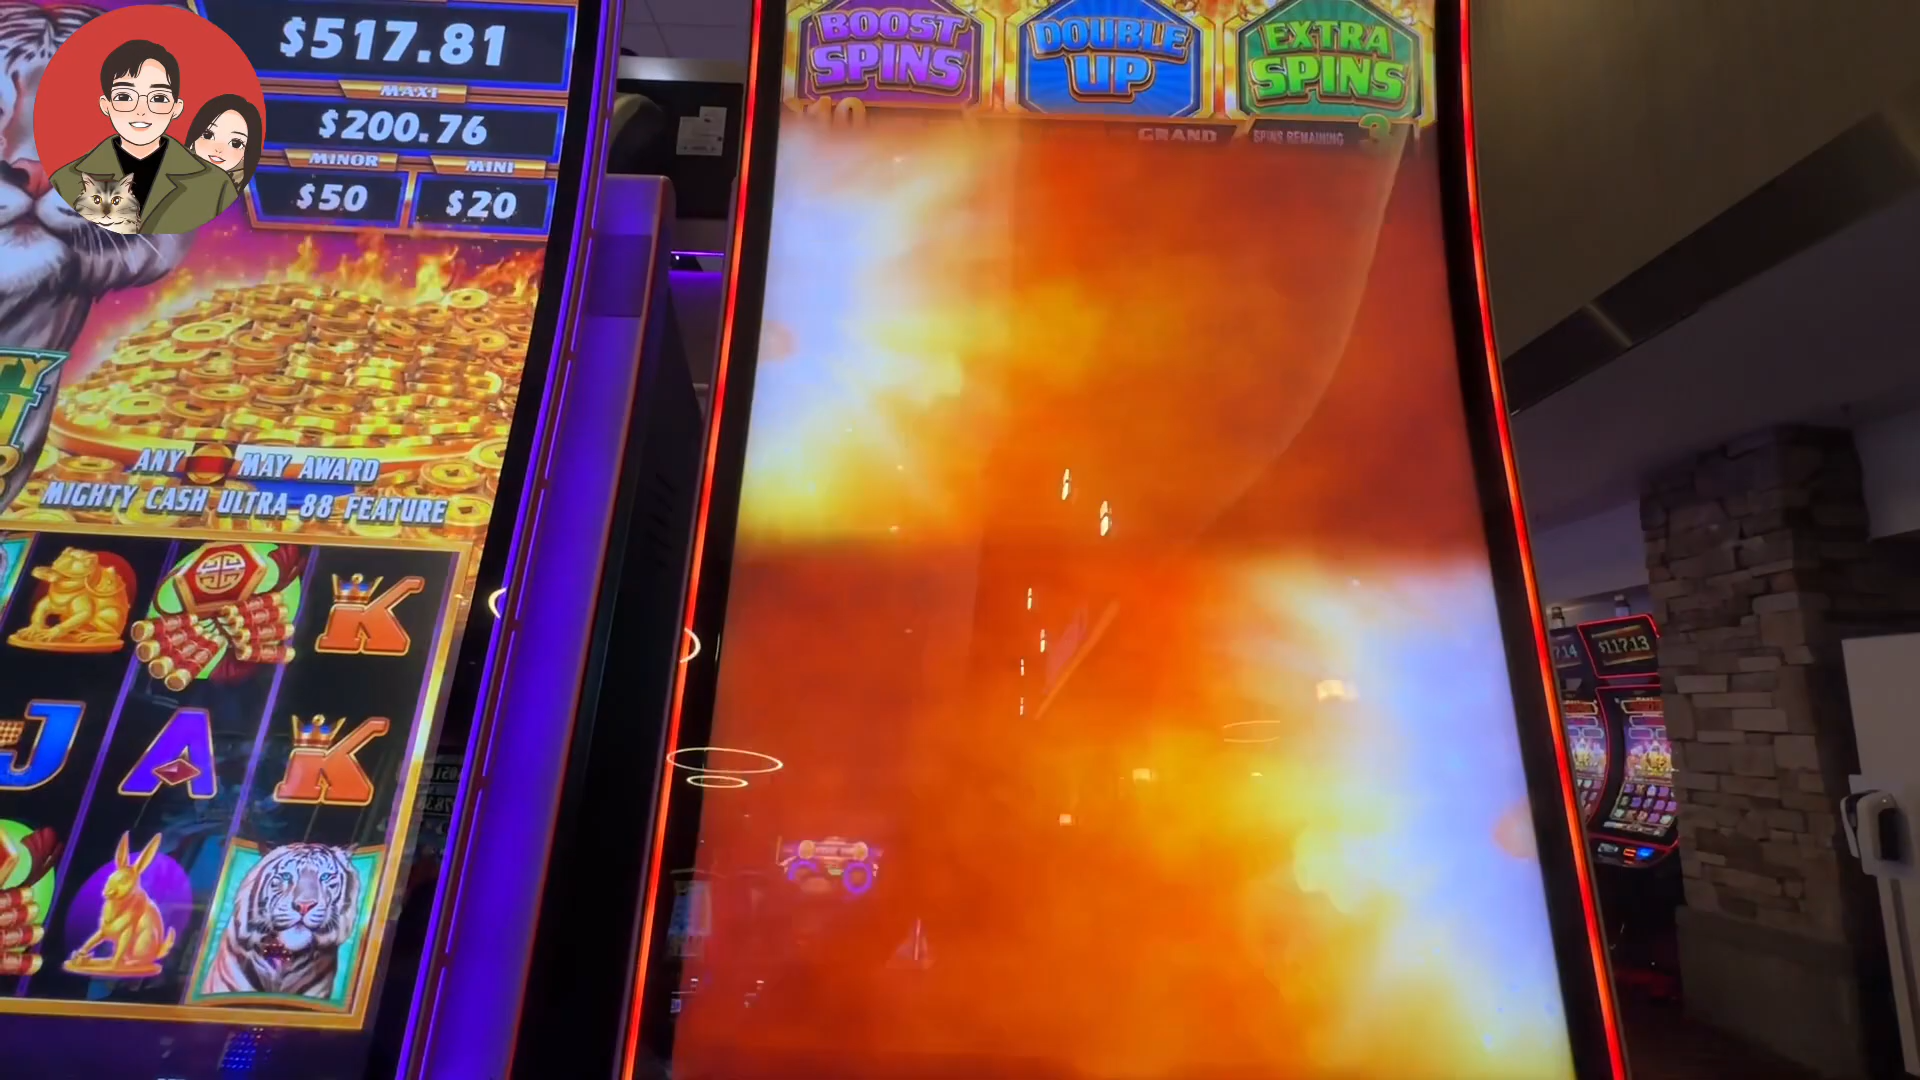 $517.81
MAXI
$200.76
MINOR
MINI
$50
$20
ANY MAY AWARD
MIGHTY CASH ULTRA 88 FEATURE
K
J
A
K
BOOST
SPINS
DOUBLE
UP
EXTRA
SPINS
10
GRAND
SPINS REMAINING
3
$117.13